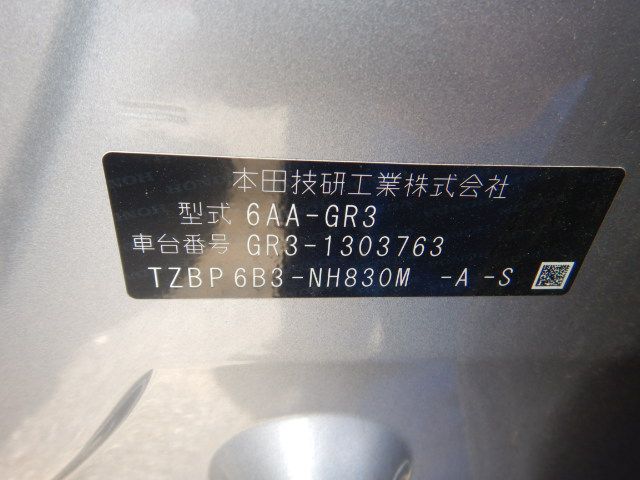 本田技研工業株式会社
型式 6AA-GR3
車台番号 GR3-1303763
TZBP 6B3-NH830M -A -S